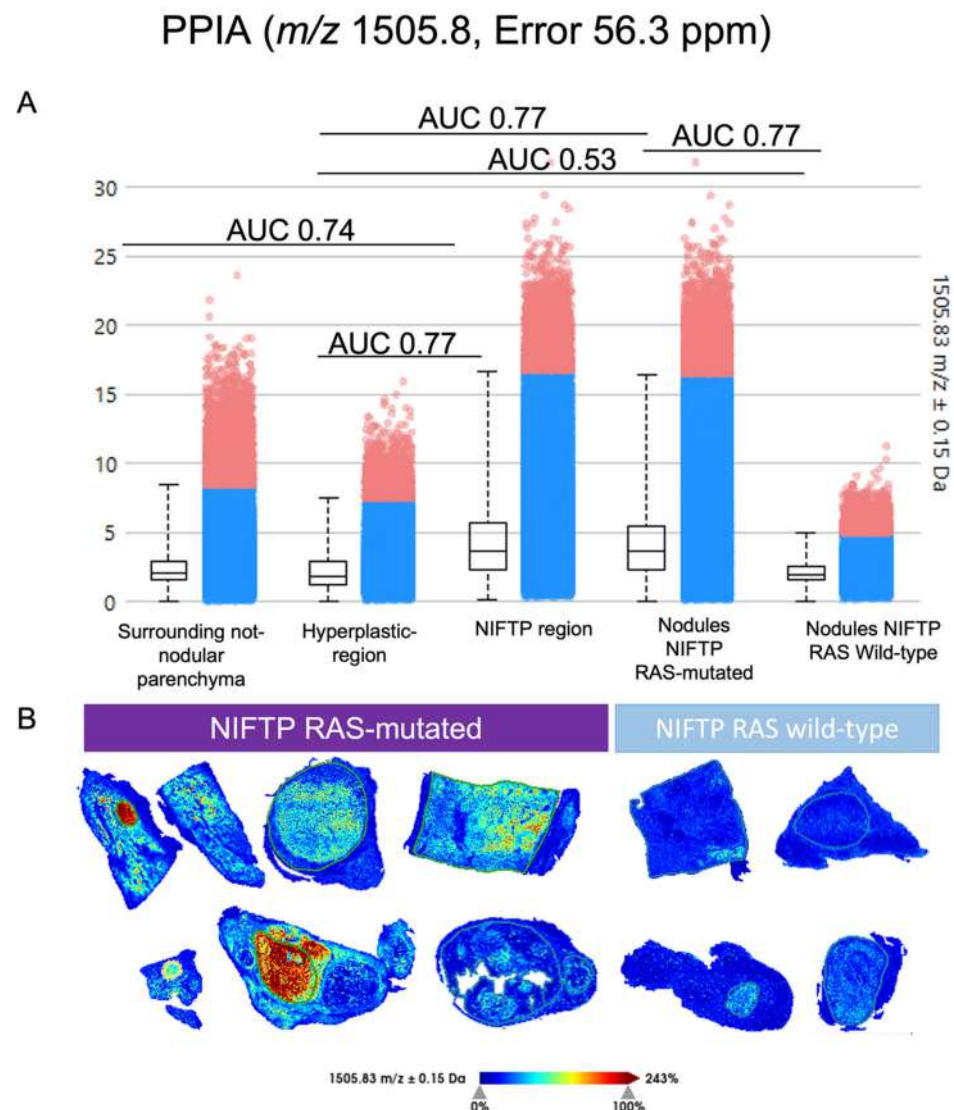 PPIA (m/z 1505.8, Error 56.3 ppm)
A
AUC 0.77
AUC 0.77
AUC 0.53
AUC 0.74
AUC 0.77
30
25
20
15
10
5
0
1505.83 m/z ± 0.15 Da
Surrounding not-
nodular
parenchyma
Hyperplastic-
region
NIFTP region
Nodules
NIFTP
RAS-mutated
Nodules NIFTP
RAS Wild-type
B
NIFTP RAS-mutated
NIFTP RAS wild-type
1505.83 m/z ± 0.15 Da
243%
0%
100%